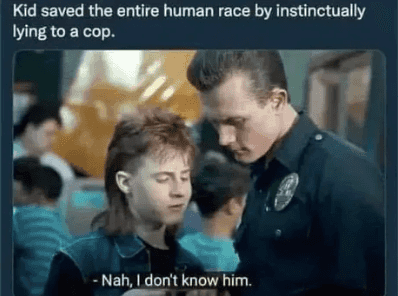 Kid saved the entire human race by instinctually
lying to a cop.
- Nah, I don't know him.